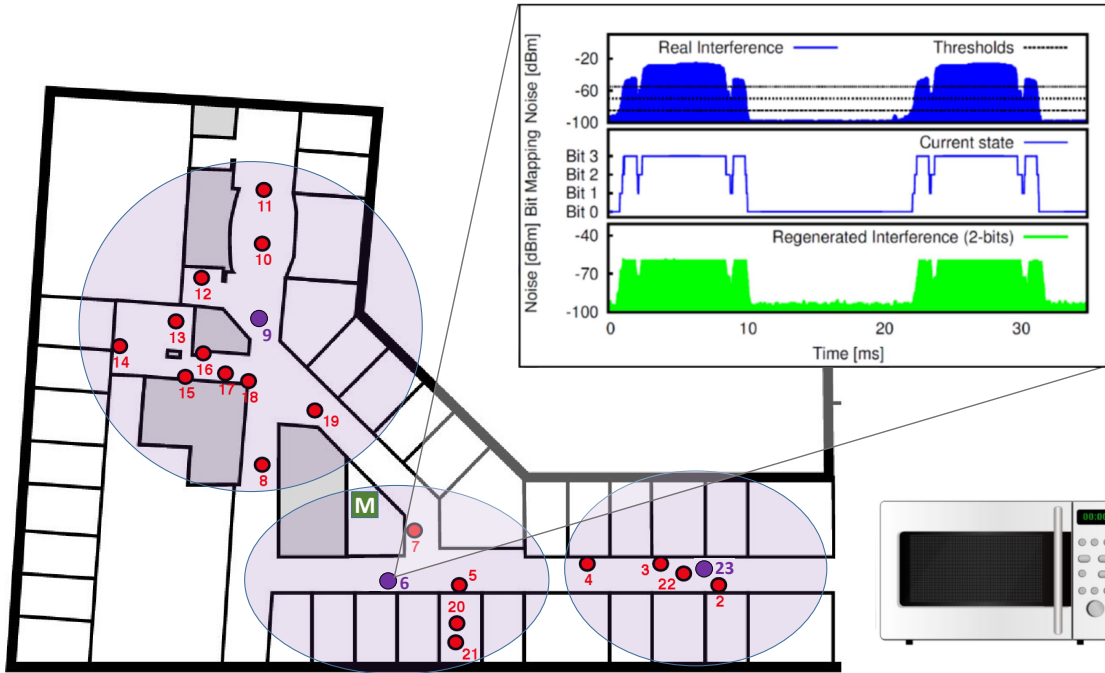 Real Interference
Thresholds
Noise [dBm]
-20
-60
-100
Current state
Bit Mapping
Bit 3
Bit 2
Bit 1
Bit 0
Regenerated Interference (2-bits)
Noise [dBm]
-40
-70
-100
0
10
20
30
Time [ms]
11
10
12
9
13
14
16
15
17
18
19
8
M
7
6
5
20
21
4
3
22
23
2